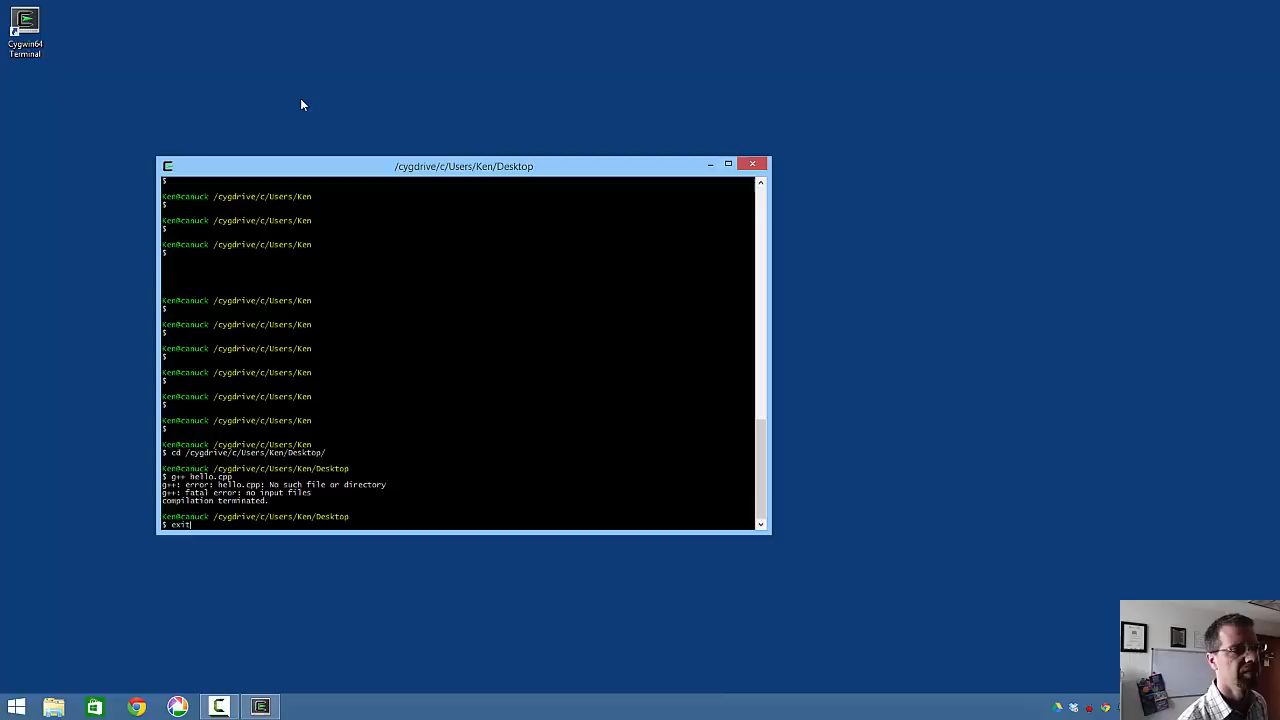 Cygwin64
Terminal
/cygdrive/c/Users/Ken/Desktop
$
Ken@canuck /cygdrive/c/Users/Ken
$
Ken@canuck /cygdrive/c/Users/Ken
$
Ken@canuck /cygdrive/c/Users/Ken
$
Ken@canuck /cygdrive/c/Users/Ken
$
Ken@canuck /cygdrive/c/Users/Ken
$
Ken@canuck /cygdrive/c/Users/Ken
$
Ken@canuck /cygdrive/c/Users/Ken
$
Ken@canuck /cygdrive/c/Users/Ken
$
Ken@canuck /cygdrive/c/Users/Ken
$
Ken@canuck /cygdrive/c/Users/Ken
$ cd /cygdrive/c/Users/Ken/Desktop/
Ken@canuck /cygdrive/c/Users/Ken/Desktop
$ g++ hello.cpp
g++: error: hello.cpp: No such file or directory
g++: fatal error: no input files
compilation terminated.
Ken@canuck /cygdrive/c/Users/Ken/Desktop
$ exit